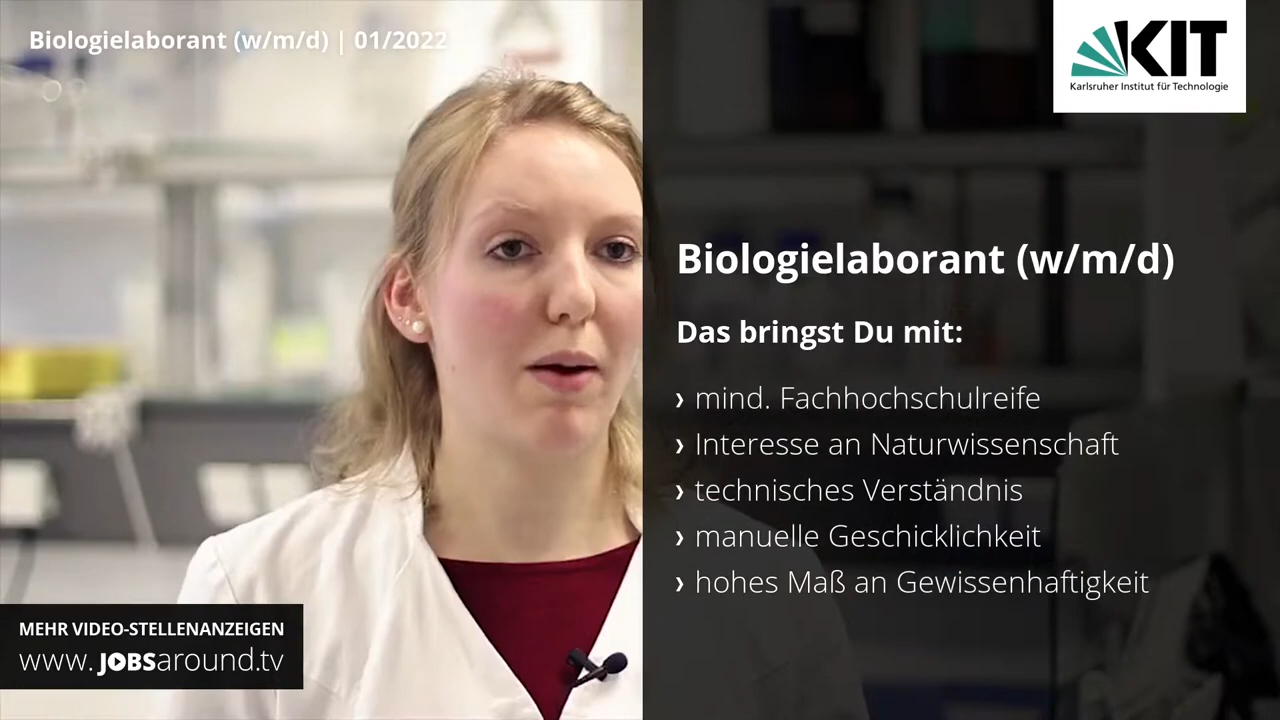 Biologielaborant (w/m/d) | 01/2022
KIT
Karlsruher Institut für Technologie
Biologielaborant (w/m/d)
Das bringst Du mit:
› mind. Fachhochschulreife
› Interesse an Naturwissenschaft
› technisches Verständnis
› manuelle Geschicklichkeit
› hohes Maß an Gewissenhaftigkeit
MEHR VIDEO-STELLENANZEIGEN
www.JOBSaround.tv